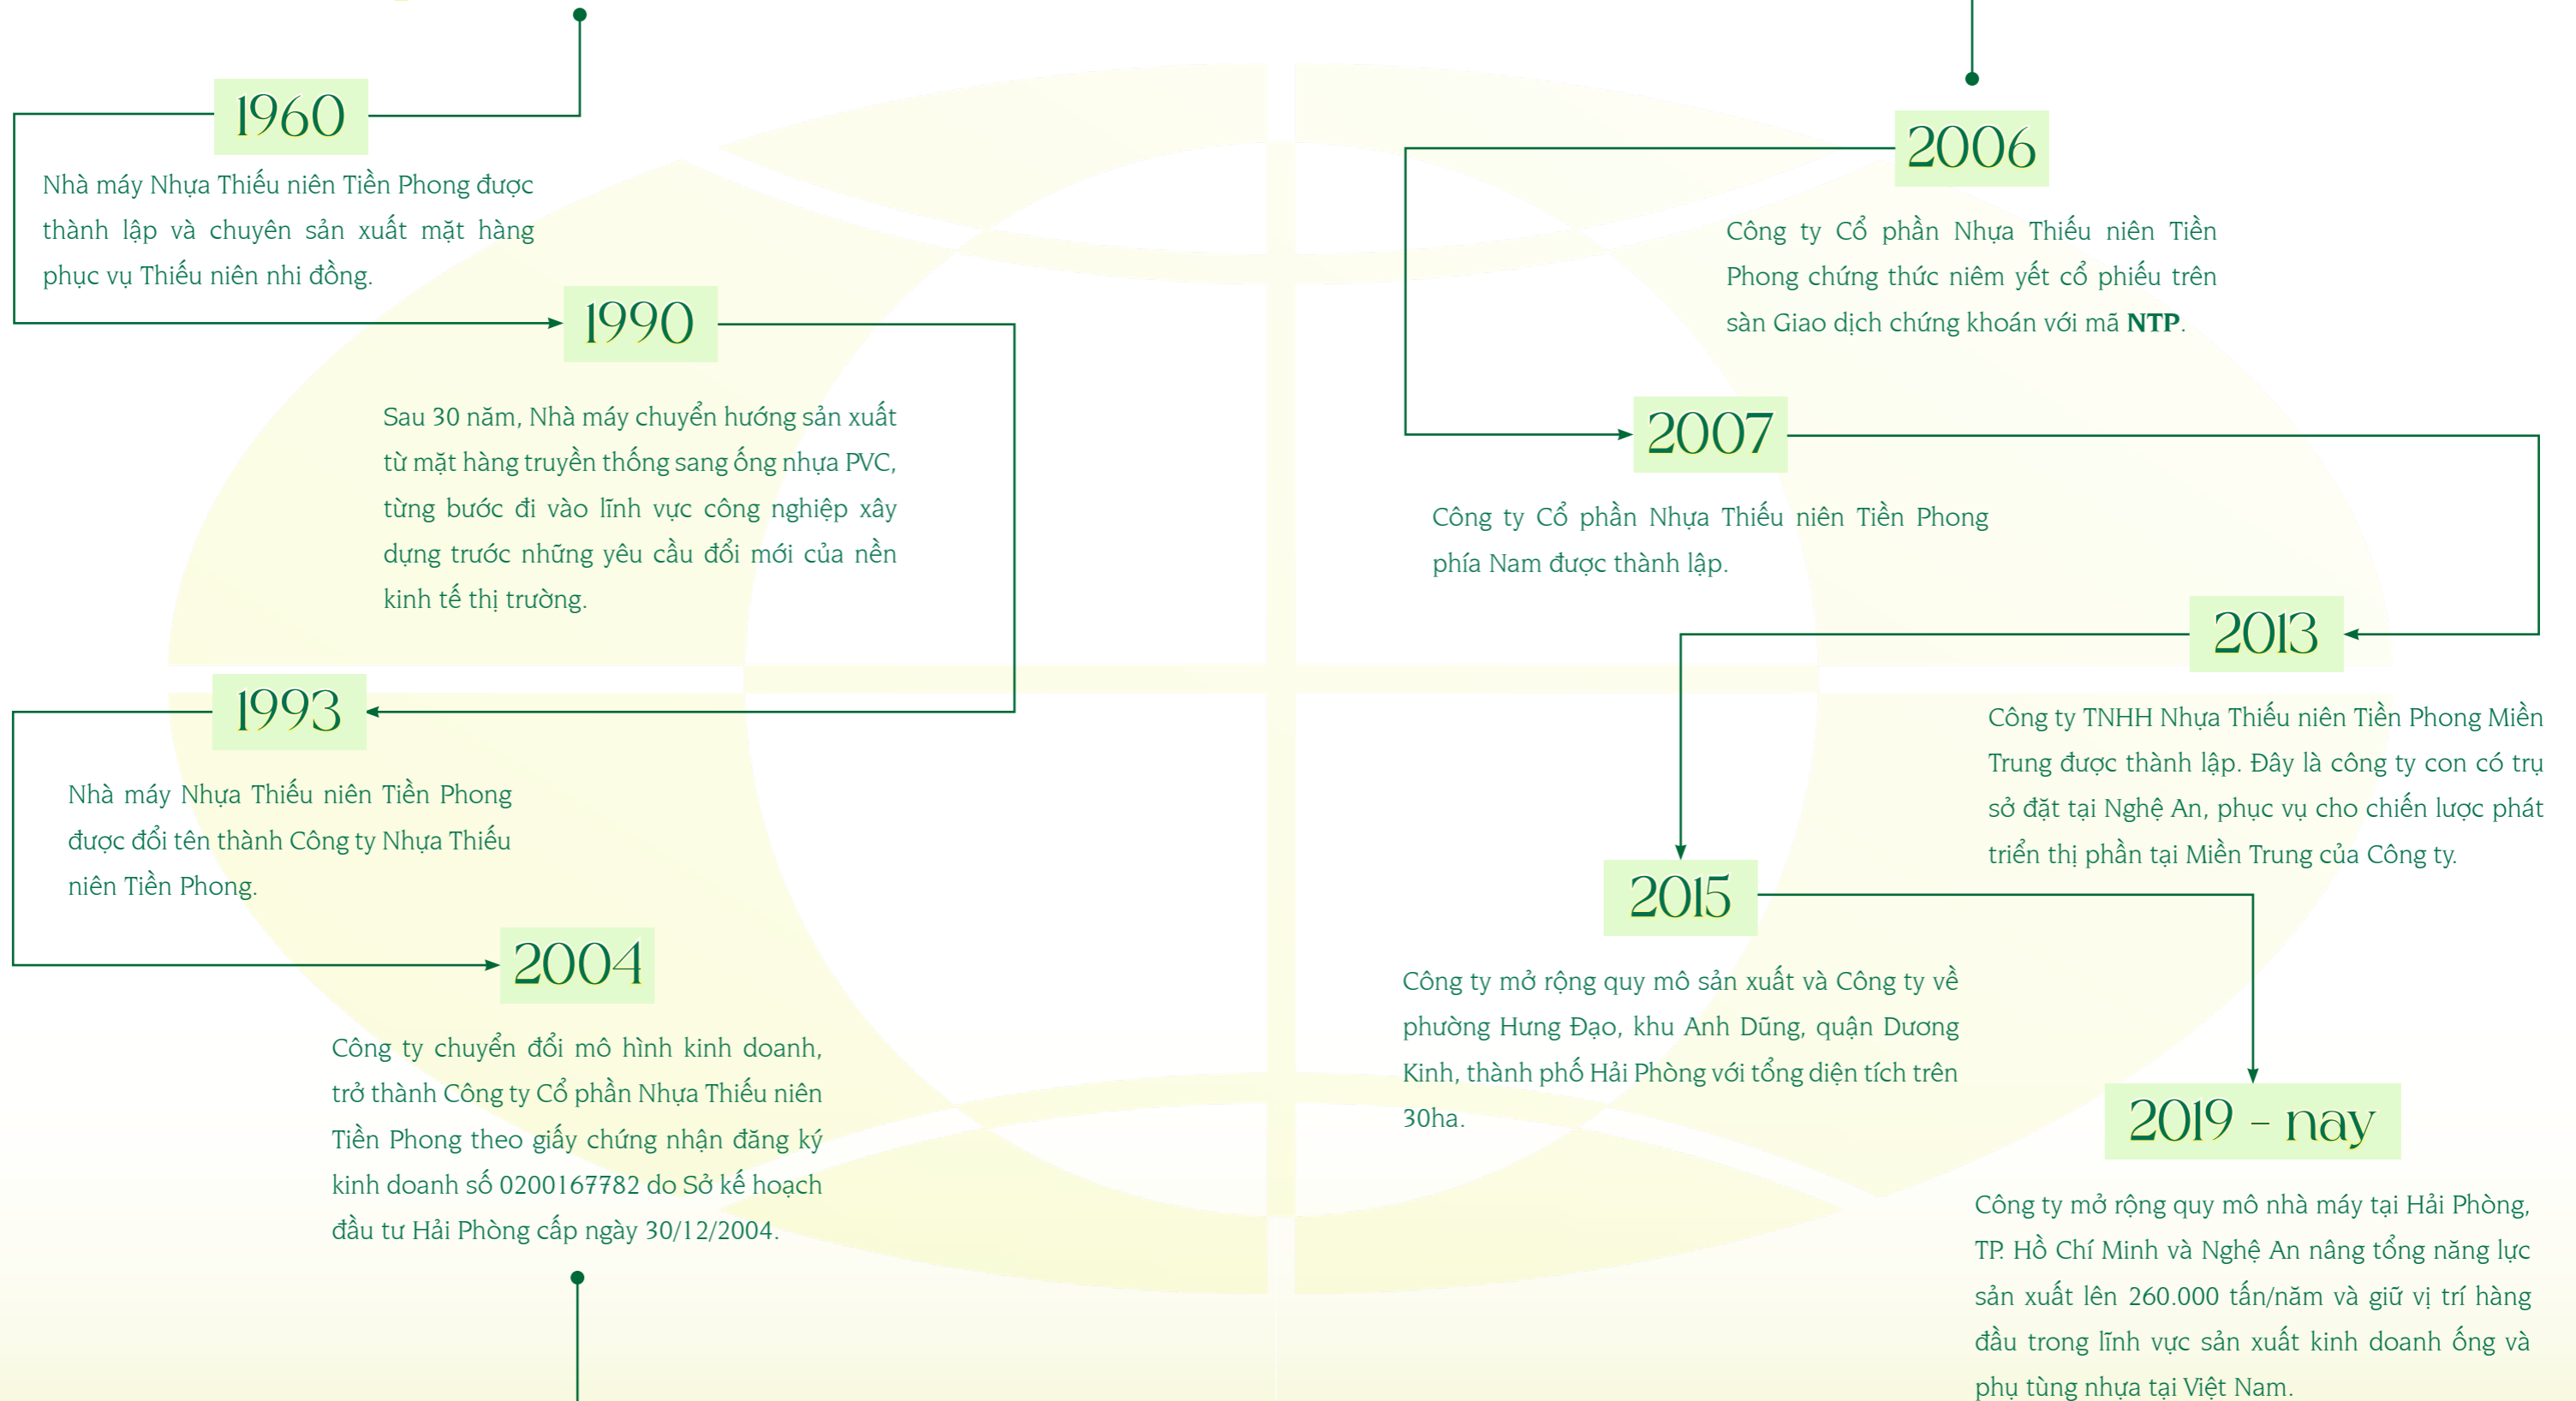 1960
Nhà máy Nhựa Thiếu niên Tiền Phong được
thành lập và chuyên sản xuất mặt hàng
phục vụ Thiếu niên nhi đồng.
1990
Sau 30 năm, Nhà máy chuyển hướng sản xuất
từ mặt hàng truyền thống sang ống nhựa PVC,
từng bước đi vào lĩnh vực công nghiệp xây
dựng trước những yêu cầu đổi mới của nền
kinh tế thị trường.
1993
Nhà máy Nhựa Thiếu niên Tiền Phong
được đổi tên thành Công ty Nhựa Thiếu
niên Tiền Phong.
2004
Công ty chuyển đổi mô hình kinh doanh,
trở thành Công ty Cổ phần Nhựa Thiếu niên
Tiền Phong theo giấy chứng nhận đăng ký
kinh doanh số 0200167782 do Sở kế hoạch
đầu tư Hải Phòng cấp ngày 30/12/2004.
2006
Công ty Cổ phần Nhựa Thiếu niên Tiền
Phong chứng thức niêm yết cổ phiếu trên
sàn Giao dịch chứng khoán với mã NTP.
2007
Công ty Cổ phần Nhựa Thiếu niên Tiền Phong
phía Nam được thành lập.
2013
Công ty TNHH Nhựa Thiếu niên Tiền Phong Miền
Trung được thành lập. Đây là công ty con có trụ
sở đặt tại Nghệ An, phục vụ cho chiến lược phát
triển thị phần tại Miền Trung của Công ty.
2015
Công ty mở rộng quy mô sản xuất và Công ty về
phường Hưng Đạo, khu Anh Dũng, quận Dương
Kinh, thành phố Hải Phòng với tổng diện tích trên
30ha.
2019 - nay
Công ty mở rộng quy mô nhà máy tại Hải Phòng,
TP. Hồ Chí Minh và Nghệ An nâng tổng năng lực
sản xuất lên 260.000 tấn/năm và giữ vị trí hàng
đầu trong lĩnh vực sản xuất kinh doanh ống và
phụ tùng nhựa tại Việt Nam.